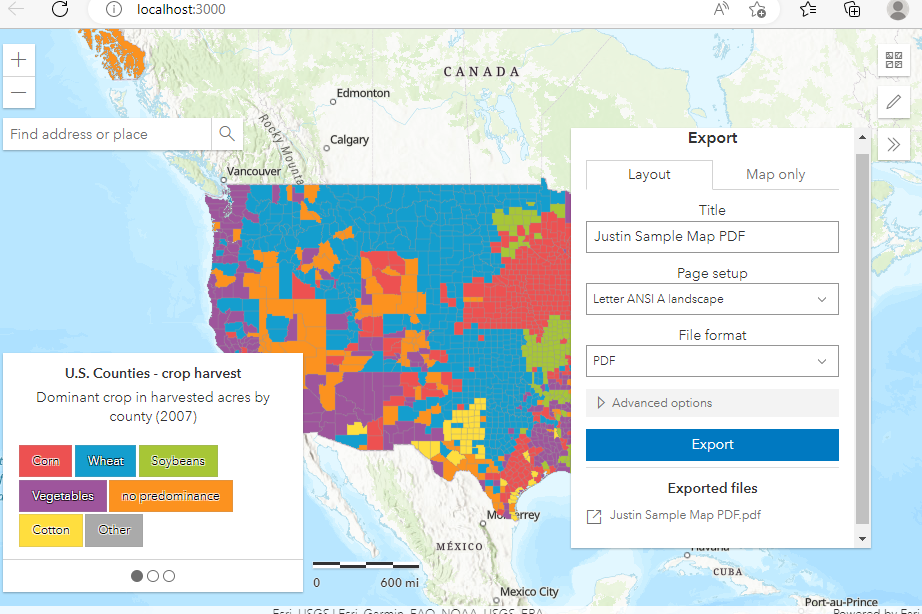 localhost:3000
CANADA
Edmonton
Calgary
Rocky Mounta
Vancouver
Find address or place
Export
Layout
Map only
Title
Justin Sample Map PDF
Page setup
Letter ANSI A landscape
File format
PDF
Advanced options
Export
Exported files
Justin Sample Map PDF.pdf
U.S. Counties - crop harvest
Dominant crop in harvested acres by
county (2007)
Corn
Wheat
Soybeans
Vegetables
no predominance
Cotton
Other
Monterrey
MÉXICO
0
600 mi
Mexico City
Havana
CUBA
Port-au-Prince
Esri, USGS | Esri, Garmin, FAO, NOAA, USGS, EPA
Powered by Esri